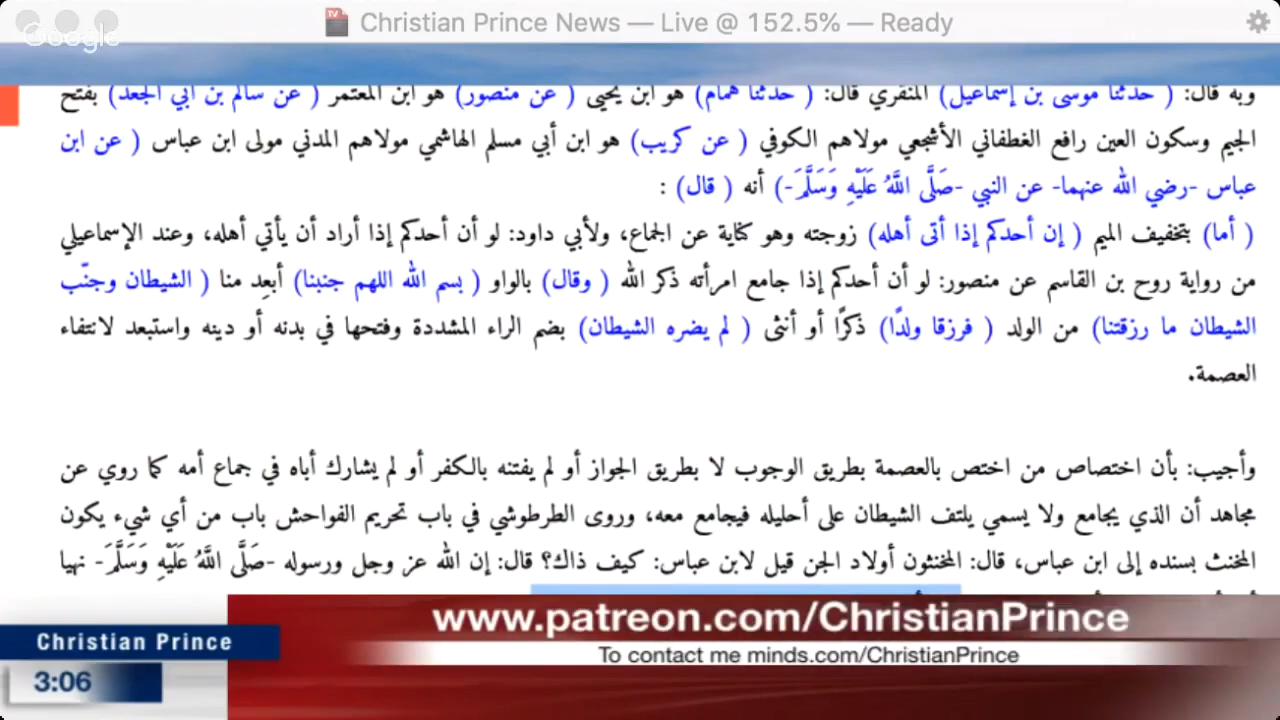 Christian Prince News — Live @ 152.5% — Ready
Google
وبه قال: ( حدثنا موسى بن إسماعيل) المنقري قال: ( حدثنا همام) هو ابن يحيى ( عن منصور) هو ابن المعتمر ( عن سالم بن أبي الجعد) بفتح
الجيم وسكون العين رافع الغطفاني الأشجعي مولاهم الكوفي ( عن كريب) هو ابن أبي مسلم الهاشمي مولاهم المدني مولى ابن عباس ( عن ابن
عباس -رضي الله عنهما- عن النبي -صَلَّى اللَّهُ عَلَيْهِ وَسَلَّمَ-) أنه ( قال) :
( أما) بتخفيف الميم ( إن أحدكم إذا أتى أهله) زوجته وهو كناية عن الجماع، ولأبي داود: لو أن أحدكم إذا أراد أن يأتي أهله، وعند الإسماعيلي
من رواية روح بن القاسم عن منصور: لو أن أحدكم إذا جامع امرأته ذكر الله ( وقال) بالواو ( بسم الله اللهم جنبنا) أبعِد منا ( الشيطان وجنّب
الشيطان ما رزقتنا) من الولد ( فرزقا ولدًا) ذكرًا أو أنثى ( لم يضره الشيطان) بضم الراء المشددة وفتحها في بدنه أو دينه واستبعد لانتفاء
العصمة.
وأجيب: بأن اختصاص من اختص بالعصمة بطريق الوجوب لا بطريق الجواز أو لم يفتنه بالكفر أو لم يشارك أباه في جماع أمه كما روي عن
مجاهد أن الذي يجامع ولا يسمي يلتف الشيطان على أحليله فيجامع معه، وروى الطرطوشي في باب تحريم الفواحش باب من أي شيء يكون
المخنث بسنده إلى ابن عباس، قال: المخنثون أولاد الجن قيل لابن عباس: كيف ذاك؟ قال: إن الله عز وجل ورسوله -صَلَّى اللَّهُ عَلَيْهِ وَسَلَّمَ- نهيا
www.patreon.com/ChristianPrince
Christian Prince
To contact me minds.com/ChristianPrince
3:06